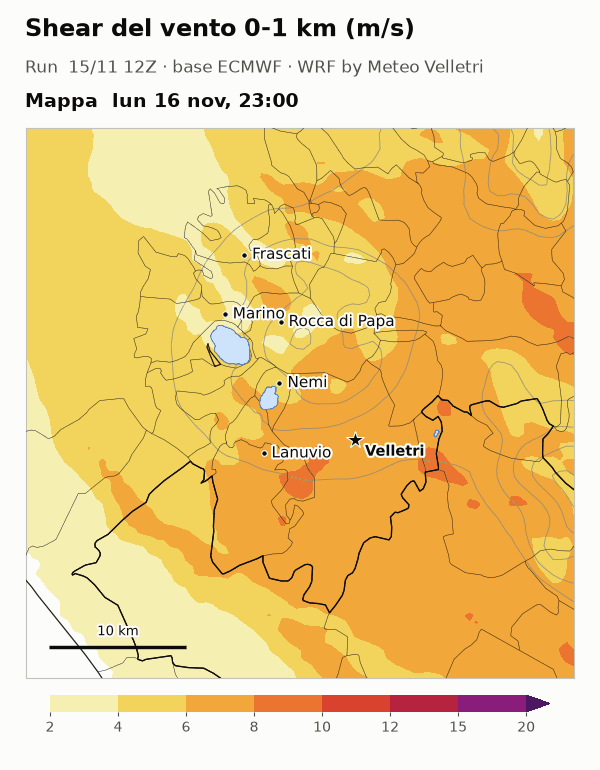 Shear del vento 0-1 km (m/s)
Run  15/11 12Z · base ECMWF · WRF by Meteo Velletri
Mappa  lun 16 nov, 23:00
Frascati
Marino
Rocca di Papa
Nemi
Velletri
Lanuvio
10 km
2 4 6 8 10 12 15 20